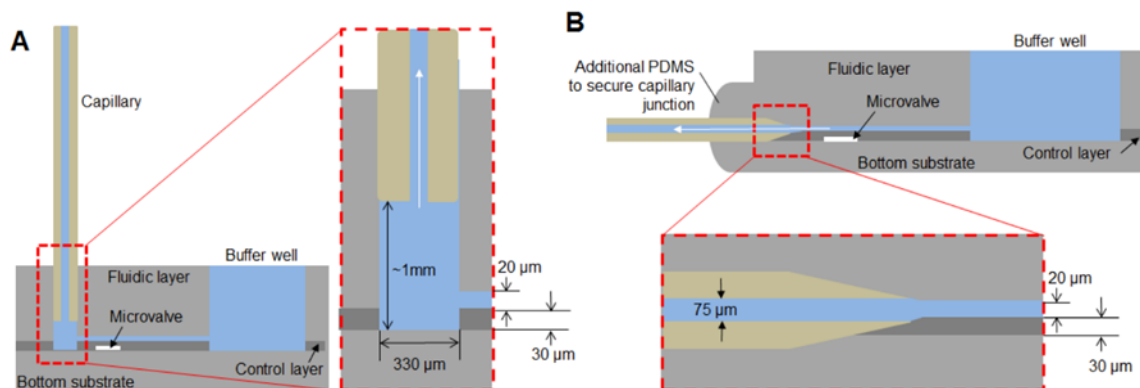 A
Capillary
Buffer well
Fluidic layer
Microvalve
Control layer
Bottom substrate
~1mm
20 µm
330 µm
30 µm
B
Buffer well
Additional PDMS
to secure capillary
junction
Fluidic layer
Microvalve
Control layer
Bottom substrate
75 µm
20 µm
30 µm